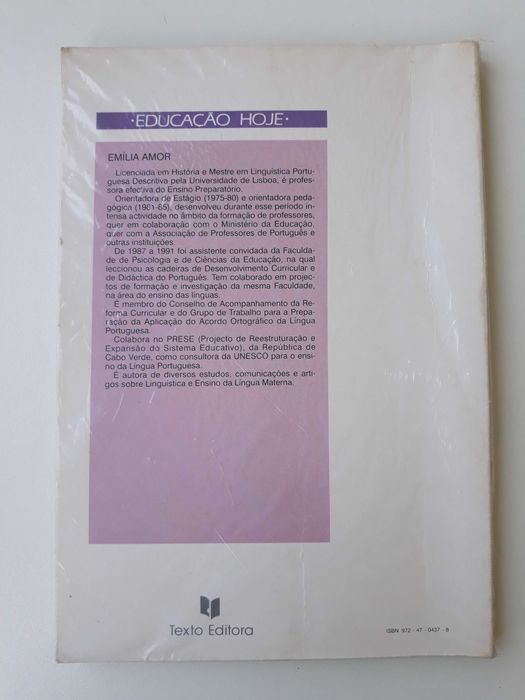 ·EDUCAÇÃO HOJE·
EMÍLIA AMOR
Licenciada em História e Mestre em Linguística Portu-
guesa Descritiva pela Universidade de Lisboa, é profes-
sora efectiva do Ensino Preparatório.
Orientadora de Estágio (1975-80) e orientadora peda-
gógica (1981-85), desenvolveu durante esse período in-
tensa actividade no âmbito da formação de professores,
quer em colaboração com o Ministério da Educação,
quer com a Associação de Professores de Português e
outras instituições.
De 1987 a 1991 foi assistente convidada da Faculda-
de de Psicologia e de Ciências da Educação, na qual
leccionou as cadeiras de Desenvolvimento Curricular e
de Didáctica do Português. Tem colaborado em projec-
tos de formação e investigação da mesma Faculdade,
na área do ensino das línguas.
É membro do Conselho de Acompanhamento da Re-
forma Curricular e do Grupo de Trabalho para a Prepa-
ração da Aplicação do Acordo Ortográfico da Língua
Portuguesa.
Colabora no PRESE (Projecto de Reestruturação e
Expansão do Sistema Educativo), da República de
Cabo Verde, como consultora da UNESCO para o ensi-
no da Língua Portuguesa.
É autora de diversos estudos, comunicações e arti-
gos sobre Linguística e Ensino da Língua Materna.
Texto Editora
ISBN 972-47-0437-8